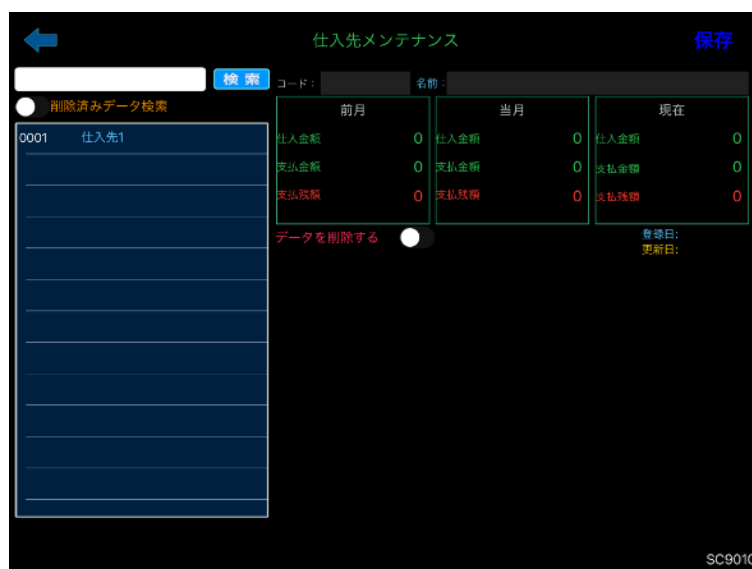 仕入先メンテナンス
保存
検索
コード：
名前：
削除済みデータ検索
前月
当月
現在
0001 仕入先1
仕入金額 0
仕入金額 0
仕入金額 0
支払金額 0
支払金額 0
支払金額 0
支払残額 0
支払残額 0
支払残額 0
データを削除する
登録日:
更新日:
SC9010